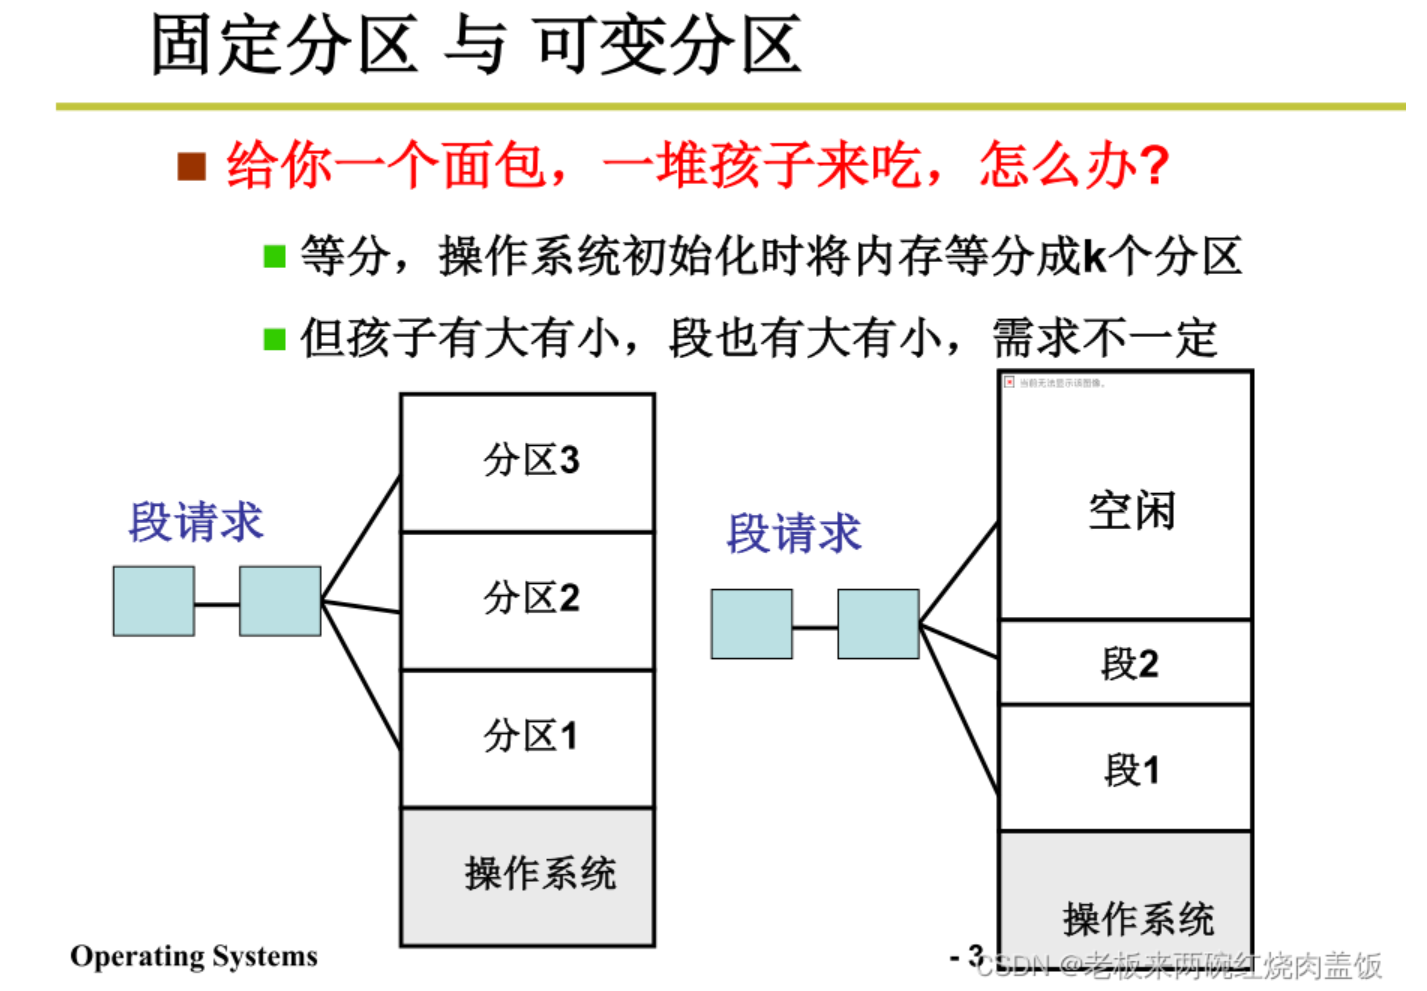 固定分区 与 可变分区
给你一个面包，一堆孩子来吃，怎么办?
等分，操作系统初始化时将内存等分成k个分区
但孩子有大有小，段也有大有小，需求不一定
当前无法显示该图像。
段请求
分区3
分区2
分区1
操作系统
段请求
空闲
段2
段1
操作系统
Operating Systems
- 3
CSDN @老板来两碗红烧肉盖饭